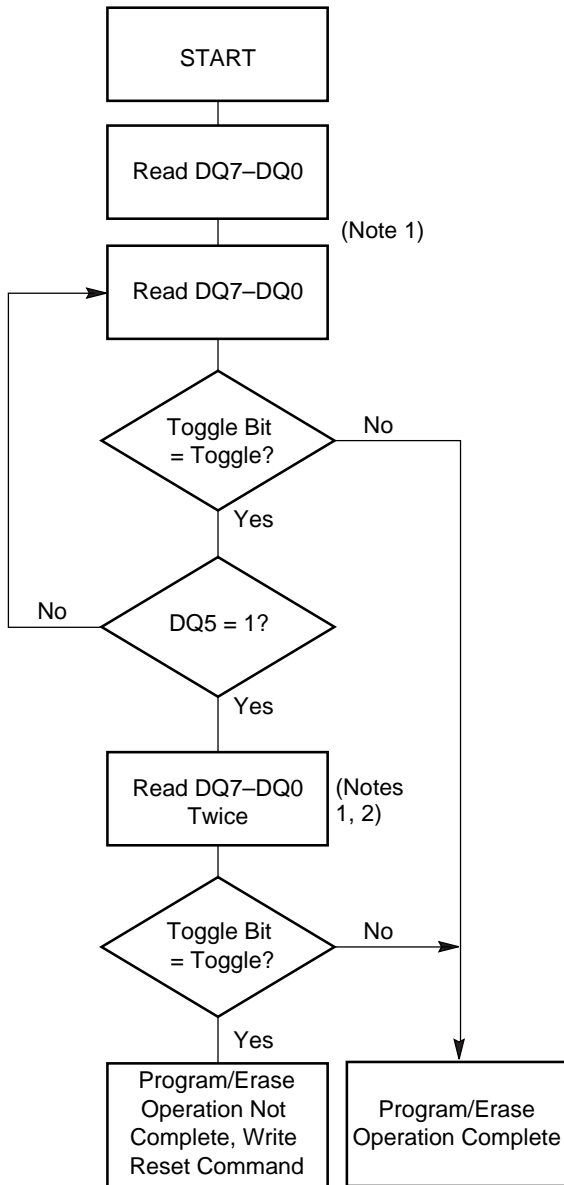 START
Read DQ7–DQ0
(Note 1)
Read DQ7–DQ0
Toggle Bit
= Toggle?
No
Yes
No
DQ5 = 1?
Yes
Read DQ7–DQ0
Twice
(Notes
1, 2)
Toggle Bit
= Toggle?
No
Yes
Program/Erase
Operation Not
Complete, Write
Reset Command
Program/Erase
Operation Complete